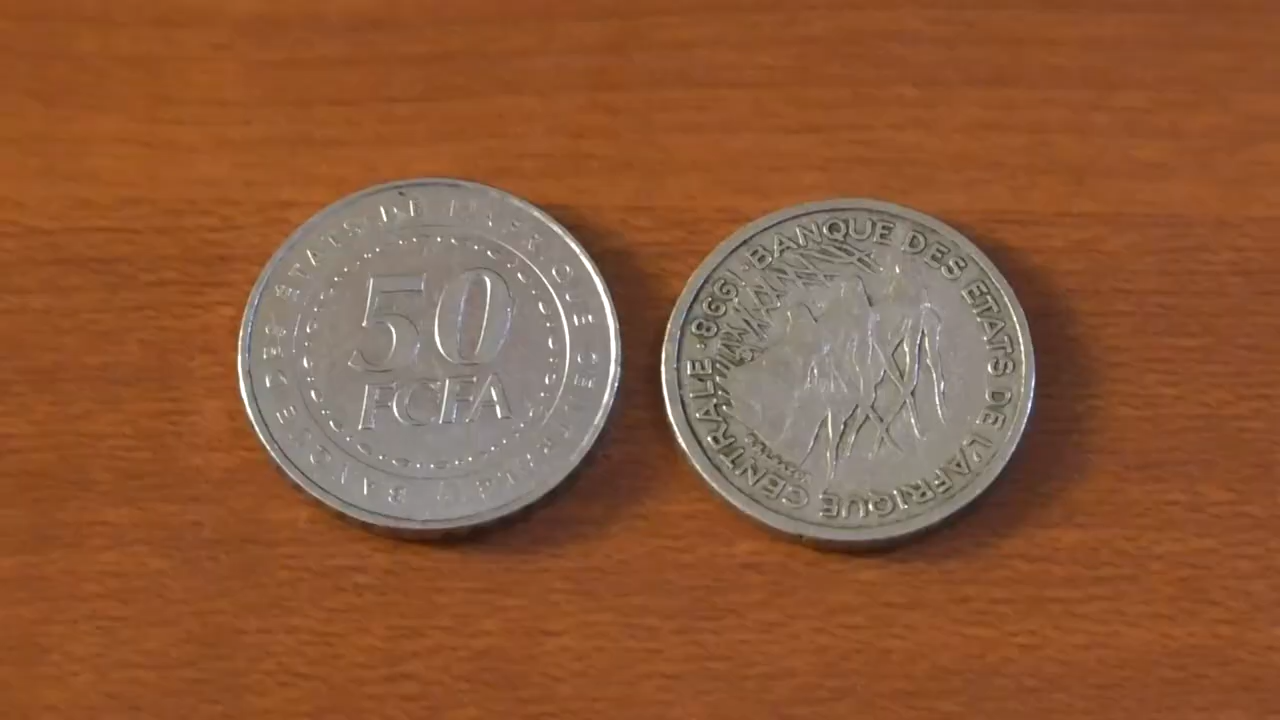 50
FCFA
DES ETATS DE L'AFRIQUE CENTRALE BANQUE
BANQUE DES ETATS DE L'AFRIQUE CENTRALE · 1998 ·